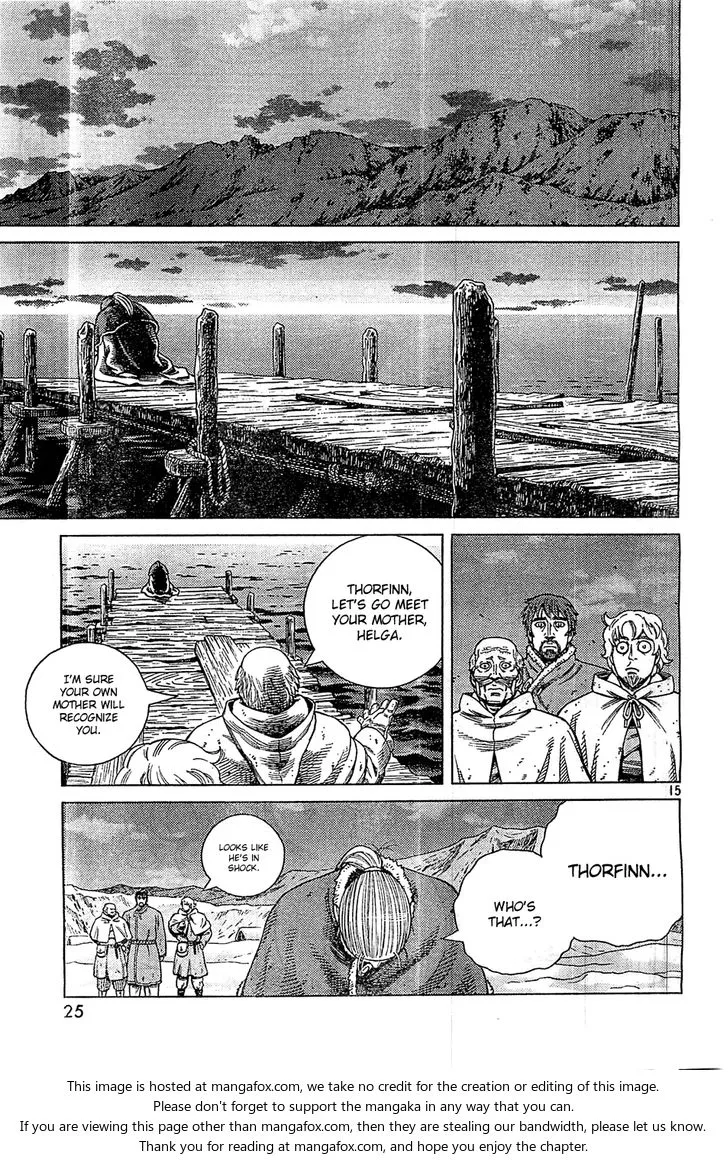 THORFINN,
LET'S GO MEET
YOUR MOTHER,
HELGA.
I'M SURE
YOUR OWN
MOTHER WILL
RECOGNIZE
YOU.
15
LOOKS LIKE
HE'S IN
SHOCK.
THORFINN...
WHO'S
THAT...?
25
This image is hosted at mangafox.com, we take no credit for the creation or editing of this image.
Please don't forget to support the mangaka in any way that you can.
If you are viewing this page other than mangafox.com, then they are stealing our bandwidth, please let us know.
Thank you for reading at mangafox.com, and hope you enjoy the chapter.